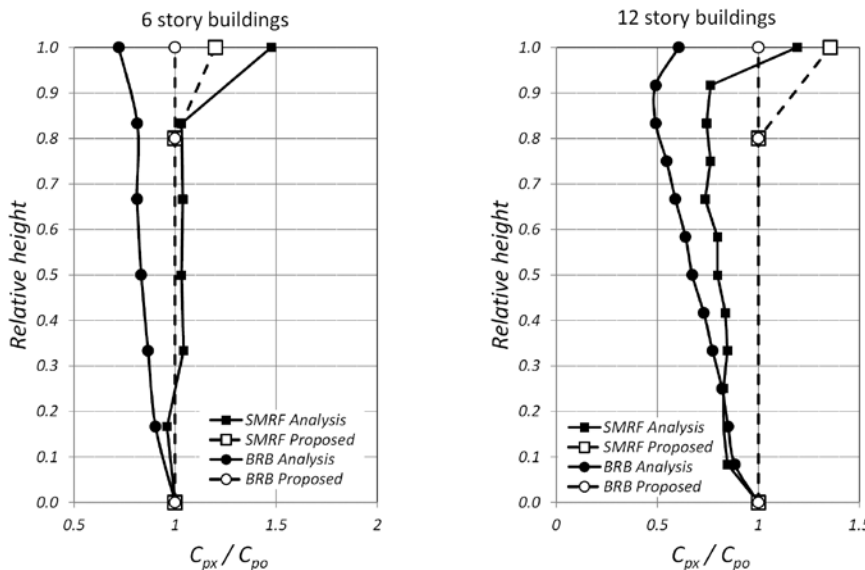 6 story buildings
1.0
0.9
0.8
0.7
0.6
0.5
0.4
0.3
0.2
0.1
0.0
Relative height
SMRF Analysis
SMRF Proposed
BRB Analysis
BRB Proposed
0.5
1
1.5
2
Cpx / Cpo
12 story buildings
1.0
0.9
0.8
0.7
0.6
0.5
0.4
0.3
0.2
0.1
0.0
Relative height
SMRF Analysis
SMRF Proposed
BRB Analysis
BRB Proposed
0
0.5
1
1.5
Cpx / Cpo